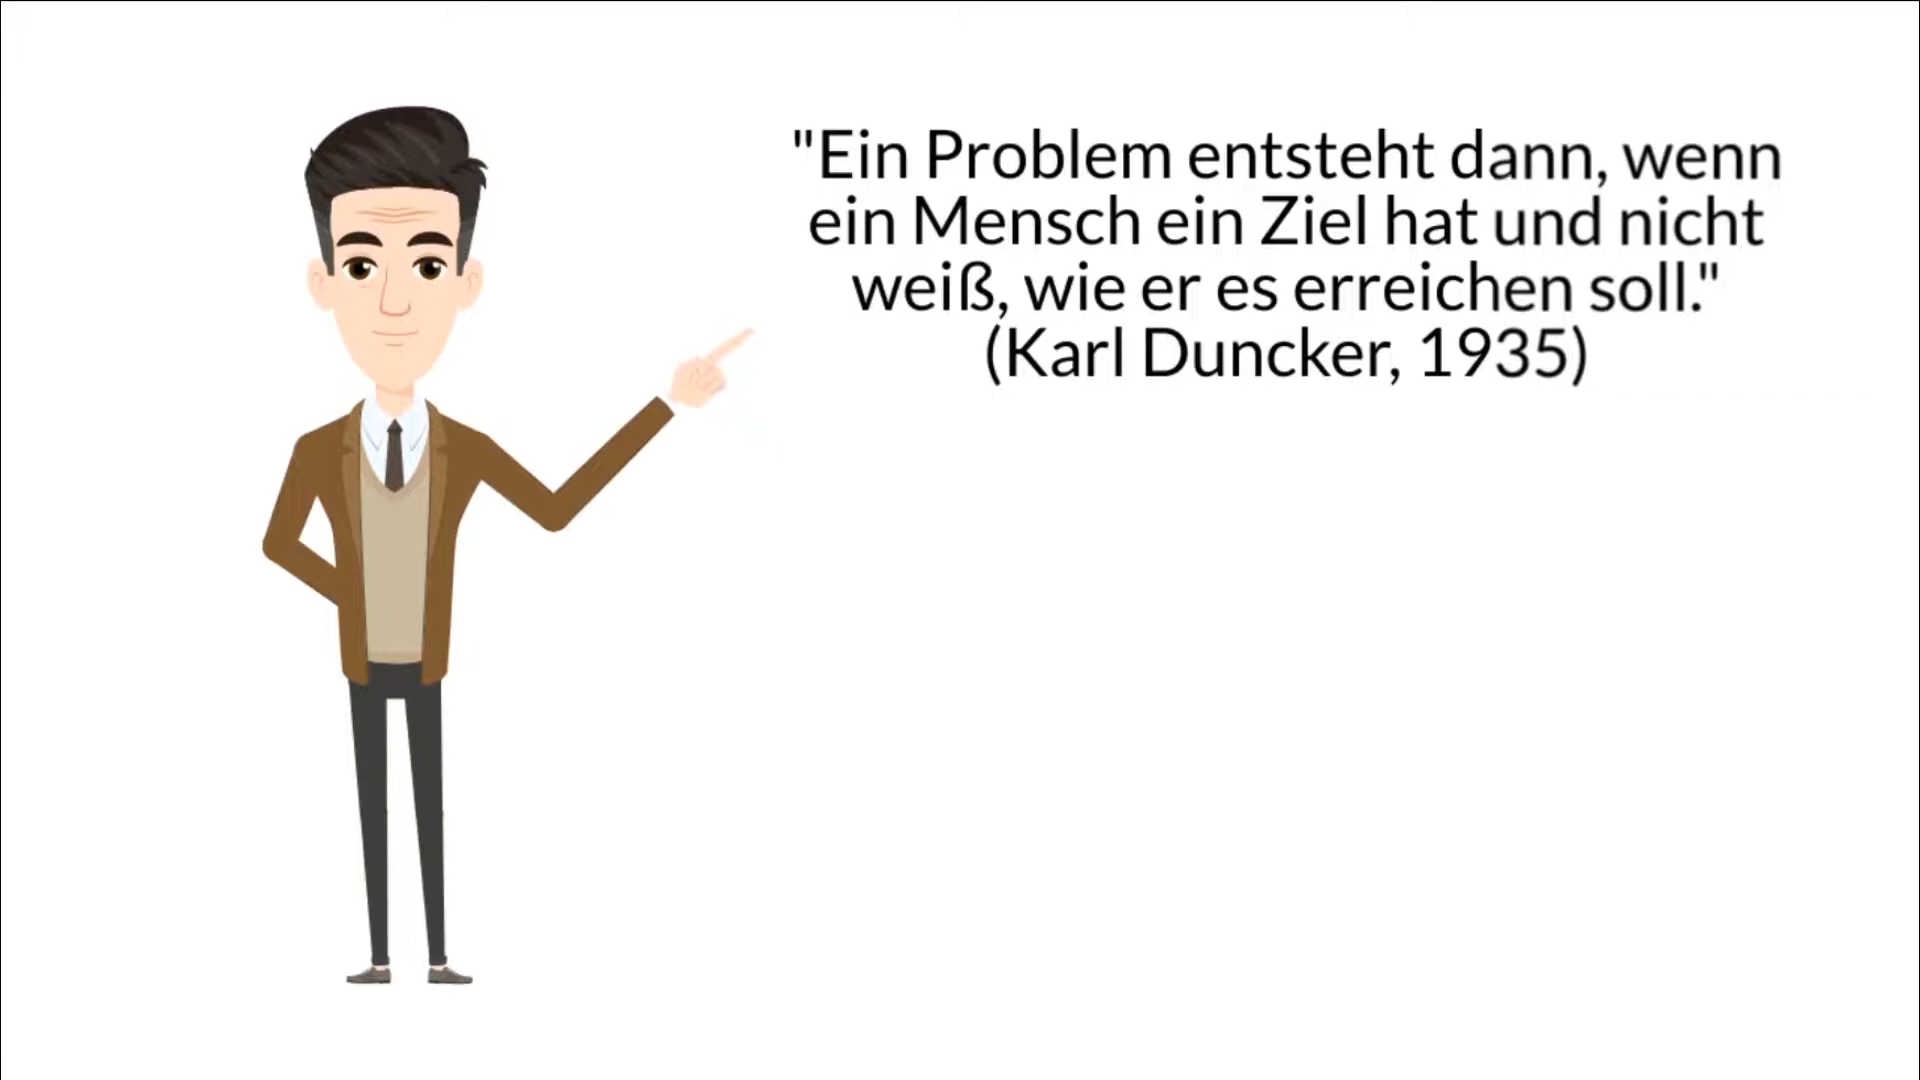 "Ein Problem entsteht dann, wenn
ein Mensch ein Ziel hat und nicht
weiß, wie er es erreichen soll."
(Karl Duncker, 1935)